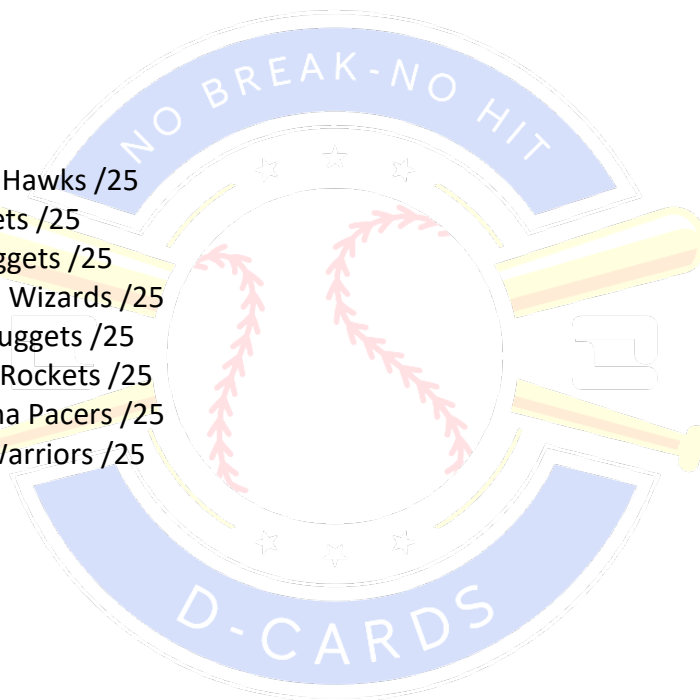 NO BREAK-NO HIT
Hawks /25
ets /25
ggets /25
Wizards /25
uggets /25
Rockets /25
na Pacers /25
Warriors /25
D-CARDS